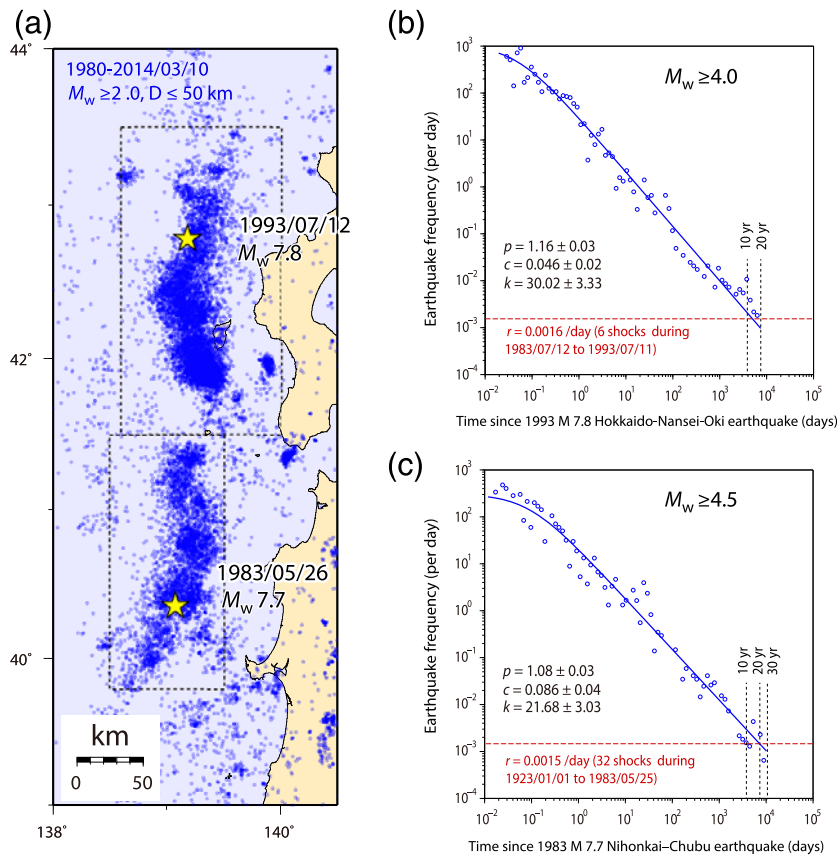 (a)
44˚
42˚
40˚
138˚
140˚
1980-2014/03/10
Mw ≥2 .0, D ≤ 50 km
1993/07/12
Mw 7.8
1983/05/26
Mw 7.7
km
0 50
(b)
Earthquake frequency (per day)
10³
10²
10¹
10⁰
10⁻¹
10⁻²
10⁻³
10⁻⁴
Mw ≥4.0
p = 1.16 ± 0.03
c = 0.046 ± 0.02
k = 30.02 ± 3.33
10 yr
20 yr
r = 0.0016 /day (6 shocks during
1983/07/12 to 1993/07/11)
10⁻² 10⁻¹ 10⁰ 10¹ 10² 10³ 10⁴ 10⁵
Time since 1993 M 7.8 Hokkaido-Nansei-Oki earthquake (days)
(c)
Earthquake frequency (per day)
10³
10²
10¹
10⁰
10⁻¹
10⁻²
10⁻³
10⁻⁴
Mw ≥4.5
p = 1.08 ± 0.03
c = 0.086 ± 0.04
k = 21.68 ± 3.03
10 yr
20 yr
30 yr
r = 0.0015 /day (32 shocks during
1923/01/01 to 1983/05/25)
10⁻² 10⁻¹ 10⁰ 10¹ 10² 10³ 10⁴ 10⁵
Time since 1983 M 7.7 Nihonkai–Chubu earthquake (days)